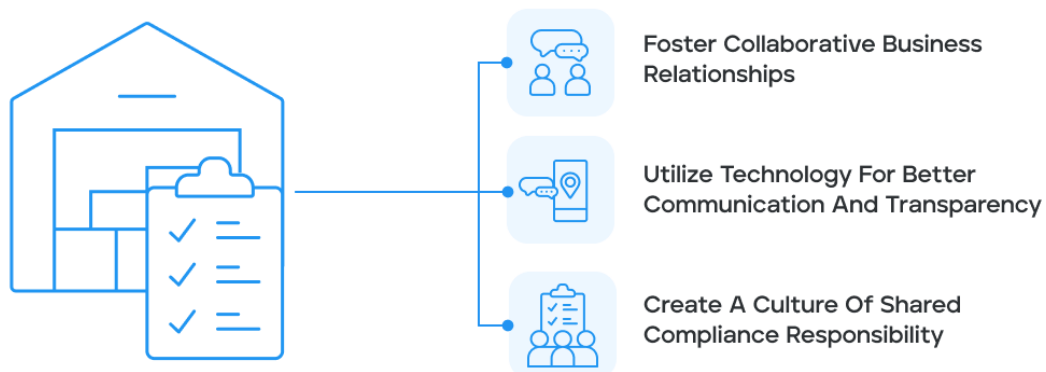 Foster Collaborative Business
Relationships
Utilize Technology For Better
Communication And Transparency
Create A Culture Of Shared
Compliance Responsibility